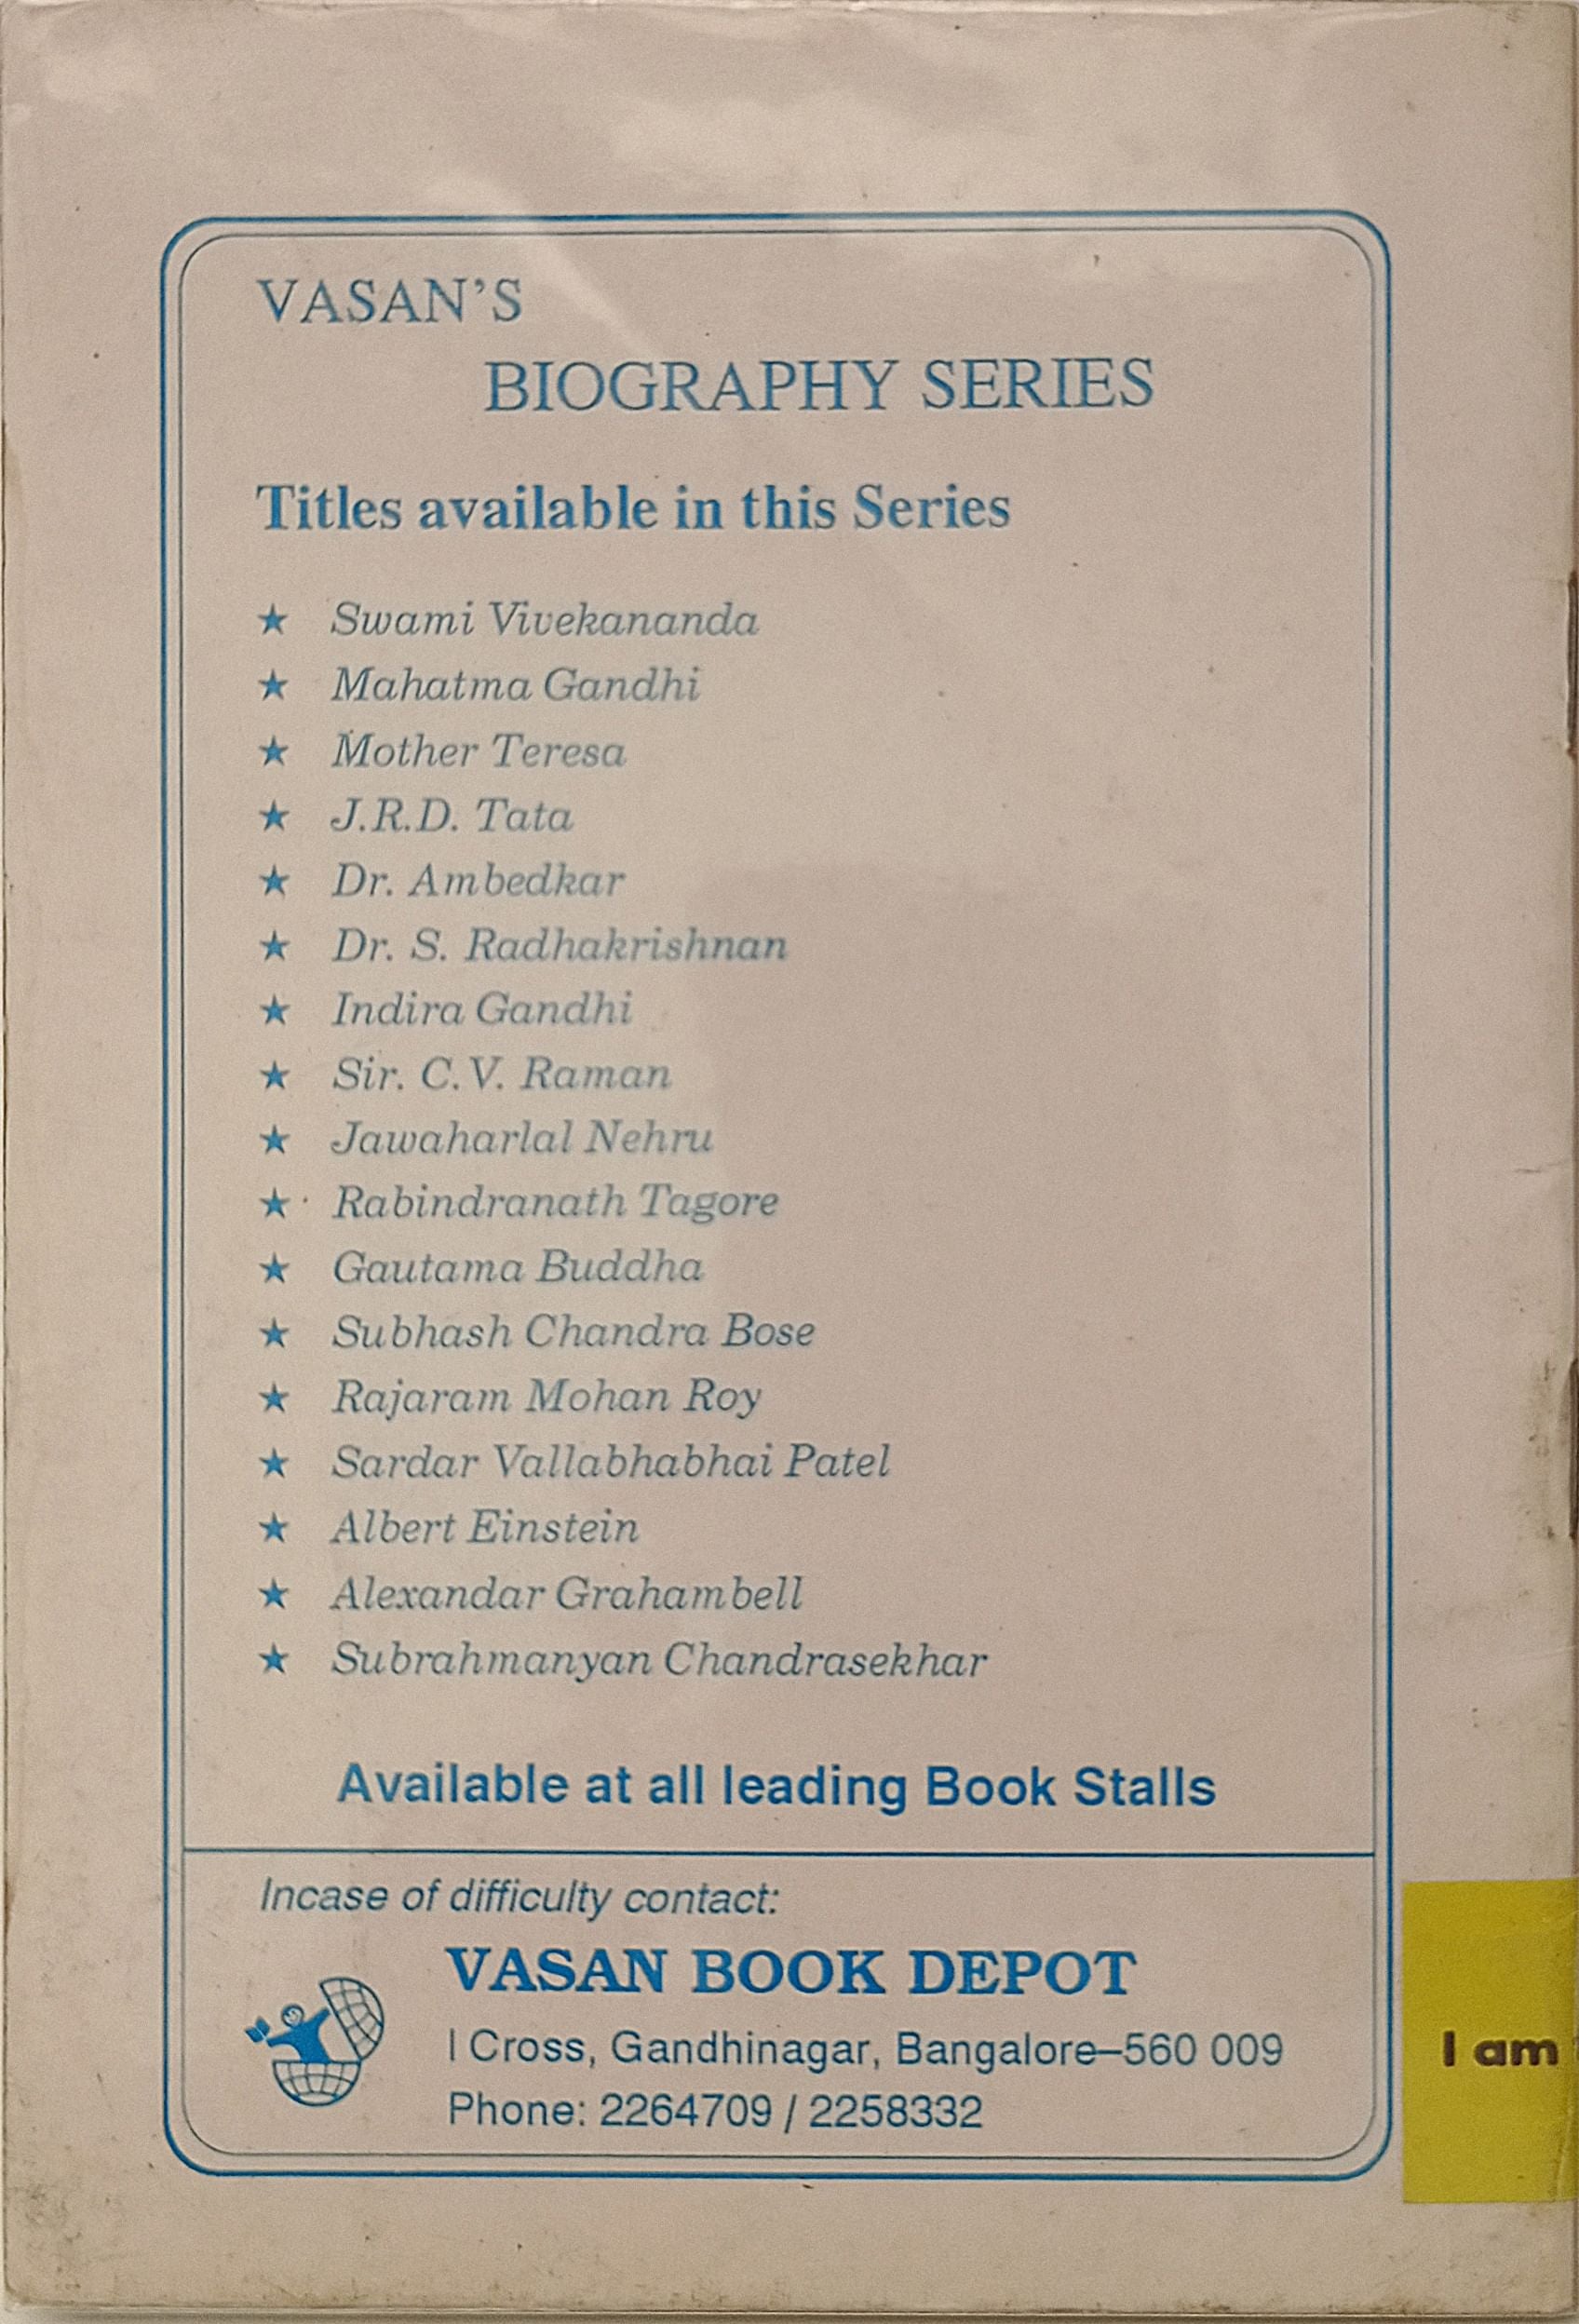 VASAN'S
BIOGRAPHY SERIES
Titles available in this Series
★ Swami Vivekananda
★ Mahatma Gandhi
★ Mother Teresa
★ J.R.D. Tata
★ Dr. Ambedkar
★ Dr. S. Radhakrishnan
★ Indira Gandhi
★ Sir. C.V. Raman
★ Jawaharlal Nehru
★ Rabindranath Tagore
★ Gautama Buddha
★ Subhash Chandra Bose
★ Rajaram Mohan Roy
★ Sardar Vallabhabhai Patel
★ Albert Einstein
★ Alexandar Grahambell
★ Subrahmanyan Chandrasekhar
Available at all leading Book Stalls
Incase of difficulty contact:
VASAN BOOK DEPOT
I Cross, Gandhinagar, Bangalore–560 009
Phone: 2264709 / 2258332
I am